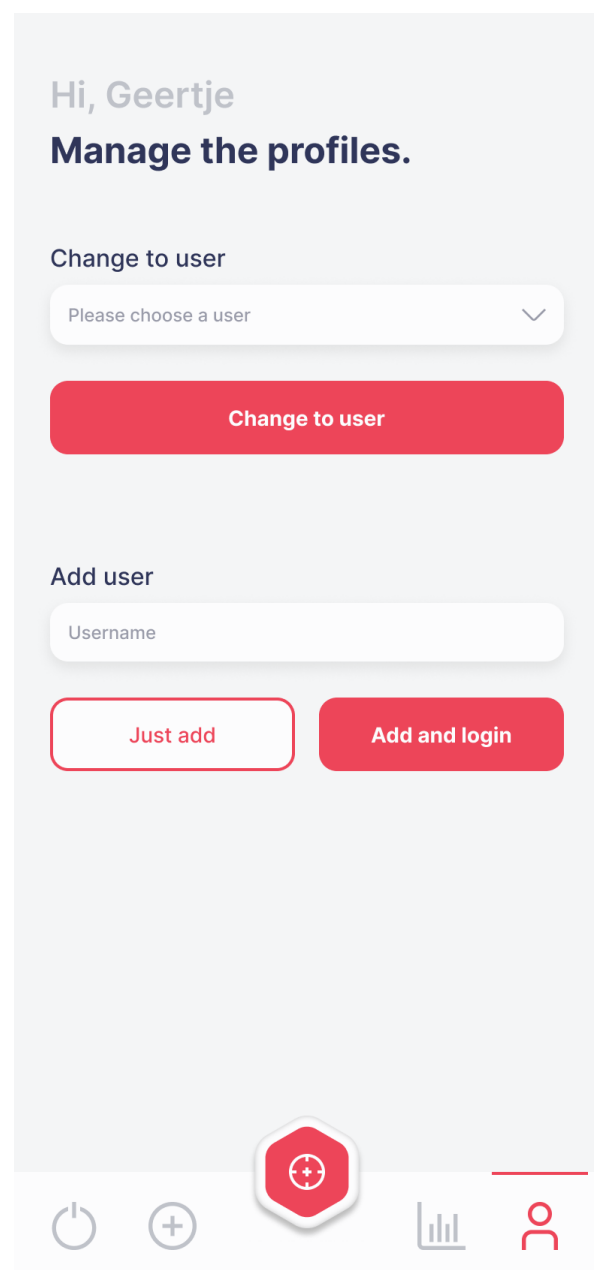 Hi, Geertje
Manage the profiles.
Change to user
Please choose a user
Change to user
Add user
Username
Just add
Add and login